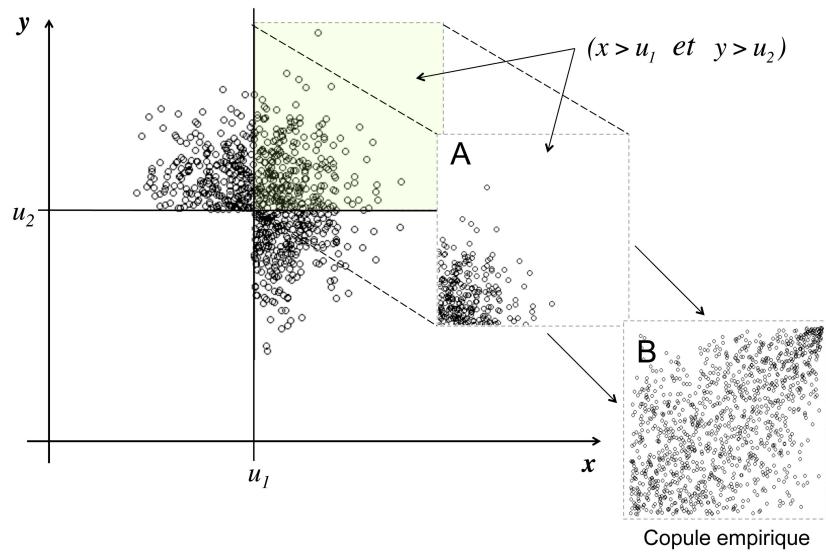 y
(x > u1 et y > u2)
A
u2
B
x
u1
Copule empirique